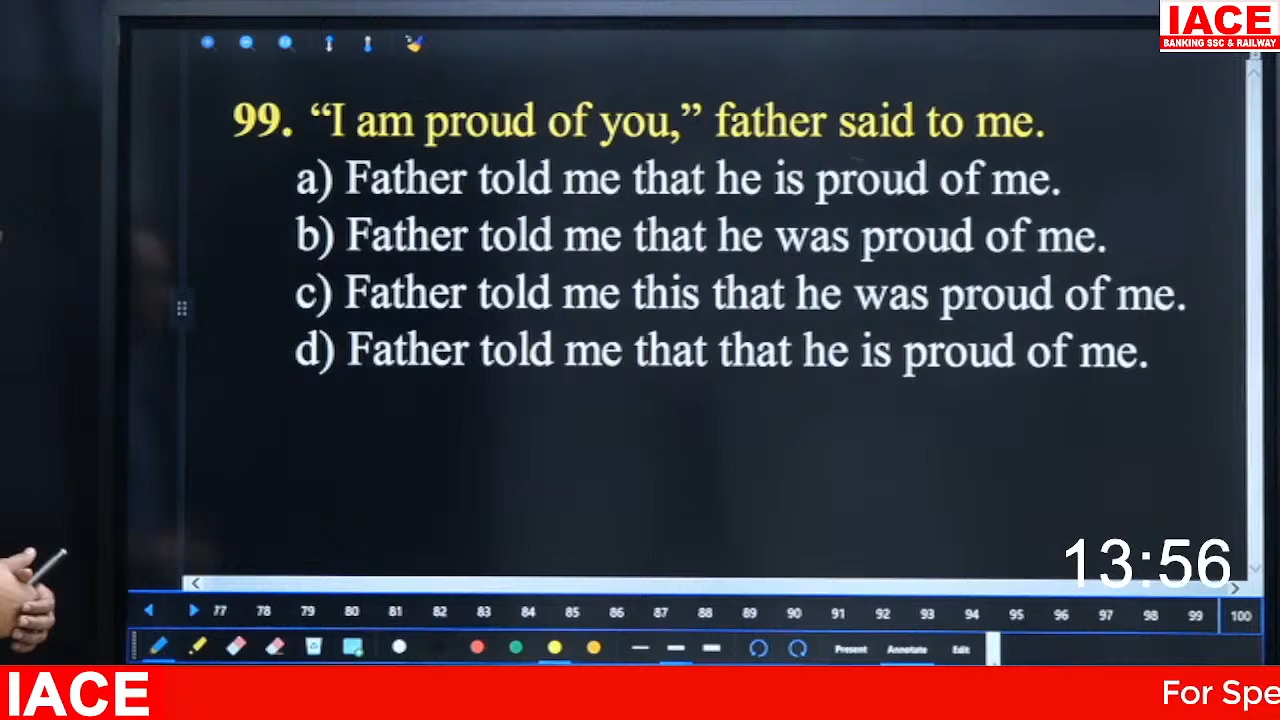 IACE
BANKING SSC & RAILWAY
99. “I am proud of you,” father said to me.
a) Father told me that he is proud of me.
b) Father told me that he was proud of me.
c) Father told me this that he was proud of me.
d) Father told me that that he is proud of me.
13:56
77 78 79 80 81 82 83 84 85 86 87 88 89 90 91 92 93 94 95 96 97 98 99 100
Present Annotate Edit
IACE For Spe